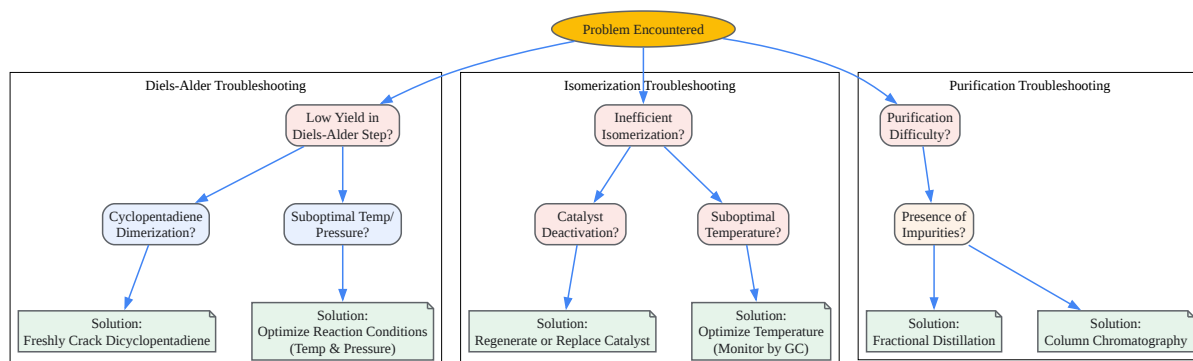 Problem Encountered
Diels-Alder Troubleshooting
Isomerization Troubleshooting
Purification Troubleshooting
Low Yield in
Diels-Alder Step?
Inefficient
Isomerization?
Purification
Difficulty?
Cyclopentadiene
Dimerization?
Suboptimal Temp/
Pressure?
Catalyst
Deactivation?
Suboptimal
Temperature?
Presence of
Impurities?
Solution:
Freshly Crack Dicyclopentadiene
Solution:
Optimize Reaction Conditions
(Temp & Pressure)
Solution:
Regenerate or Replace Catalyst
Solution:
Optimize Temperature
(Monitor by GC)
Solution:
Fractional Distillation
Solution:
Column Chromatography